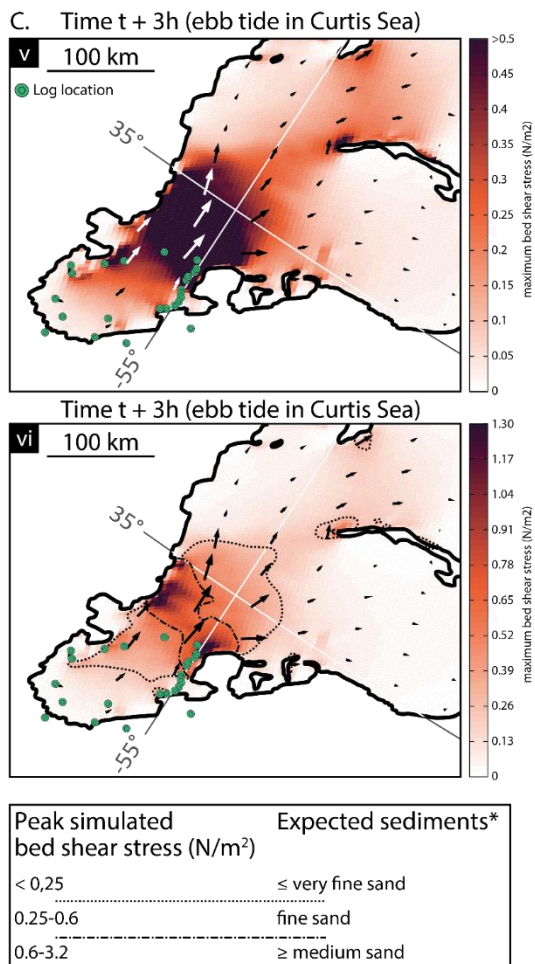 C. Time t + 3h (ebb tide in Curtis Sea)
v
100 km
Log location
35°
-55°
>0.5
0.45
0.4
0.35
0.3
0.25
0.2
0.15
0.1
0.05
0
maximum bed shear stress (N/m2)
Time t + 3h (ebb tide in Curtis Sea)
vi
100 km
35°
-55°
1.30
1.17
1.04
0.91
0.78
0.65
0.52
0.39
0.26
0.13
0
maximum bed shear stress (N/m2)
Peak simulated Expected sediments*
bed shear stress (N/m²)
< 0,25 ≤ very fine sand
0.25-0.6 fine sand
0.6-3.2 ≥ medium sand